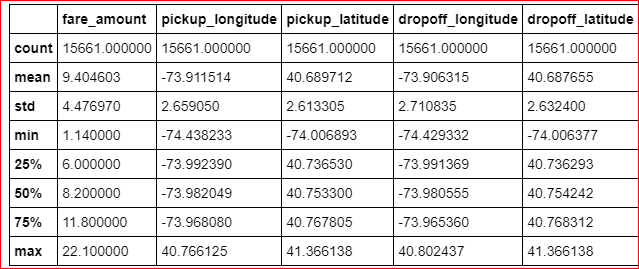 fare_amount pickup_longitude pickup_latitude dropoff_longitude dropoff_latitude
count 15661.000000 15661.000000 15661.000000 15661.000000 15661.000000
mean 9.404603 -73.911514 40.689712 -73.906315 40.687655
std 4.476970 2.659050 2.613305 2.710835 2.632400
min 1.140000 -74.438233 -74.006893 -74.429332 -74.006377
25% 6.000000 -73.992390 40.736530 -73.991369 40.736293
50% 8.200000 -73.982049 40.753300 -73.980555 40.754242
75% 11.800000 -73.968080 40.767805 -73.965360 40.768312
max 22.100000 40.766125 41.366138 40.802437 41.366138